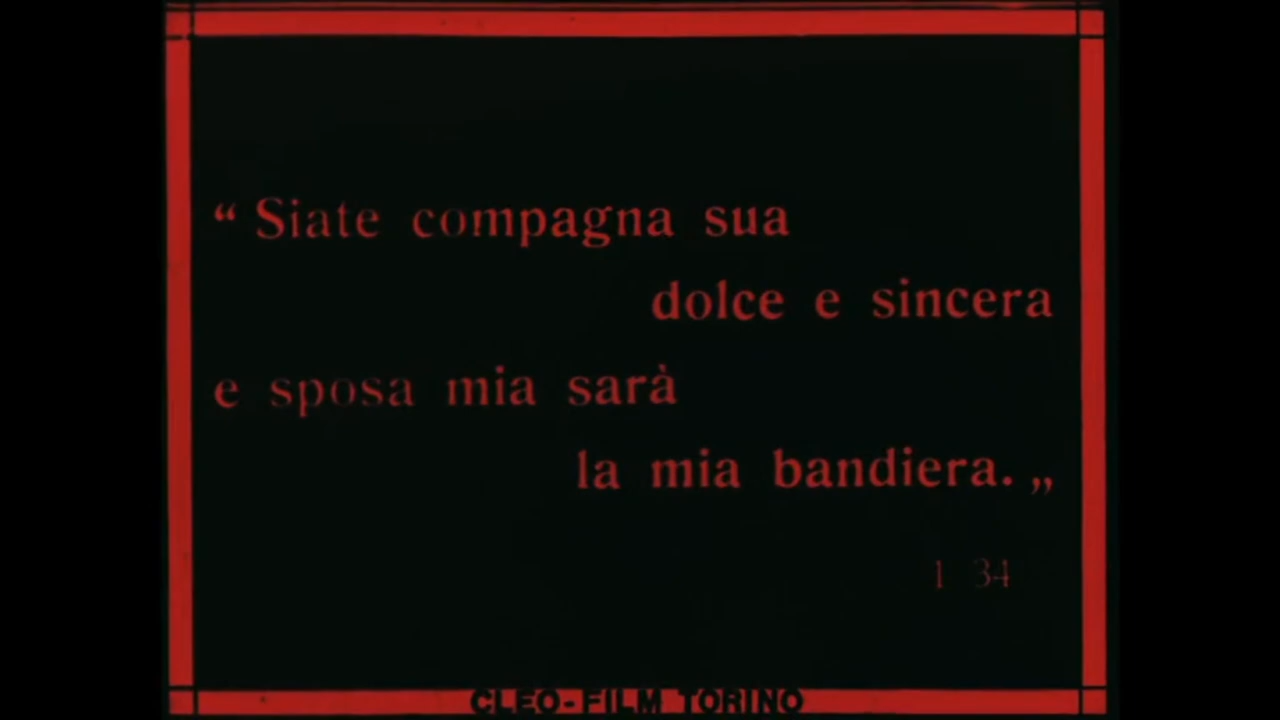 “ Siate compagna sua
dolce e sincera
e sposa mia sarà
la mia bandiera. „
1 34
CLEO-FILM TORINO